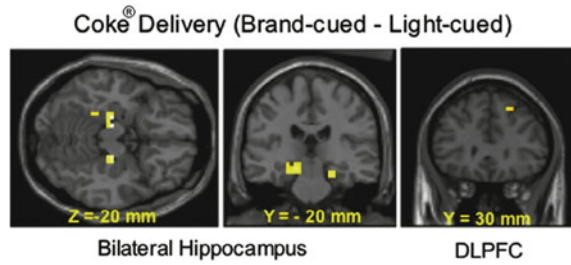 Coke® Delivery (Brand-cued - Light-cued)
Z =-20 mm
Y = - 20 mm
Y = 30 mm
Bilateral Hippocampus
DLPFC